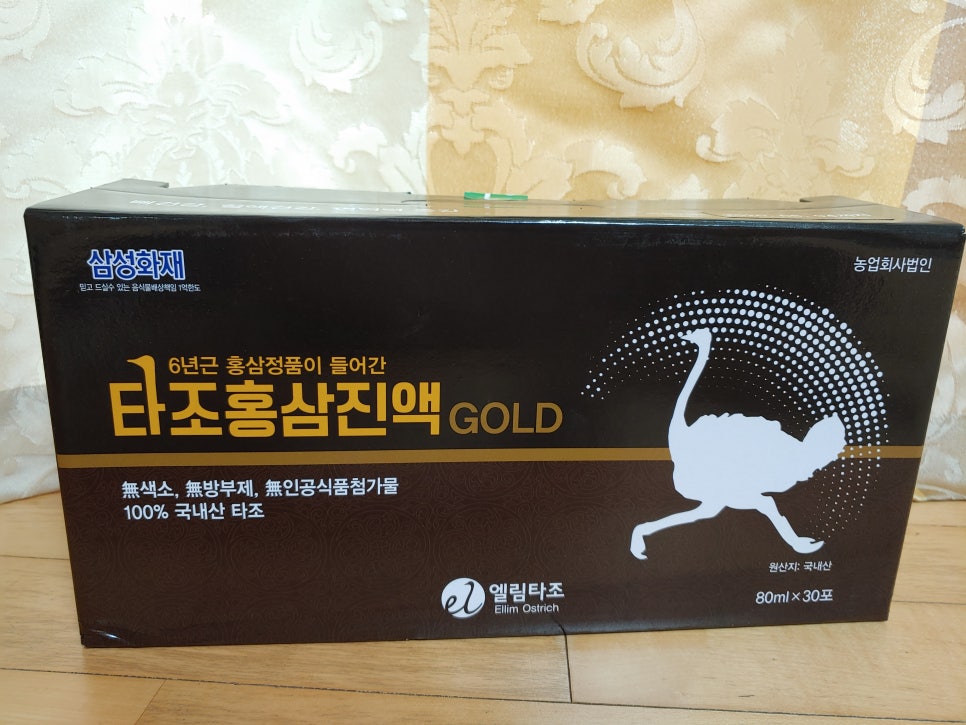 삼성화재
믿고 드실수 있는 음식물배상책임 1억한도
농업회사법인
6년근 홍삼정품이 들어간
타조홍삼진액 GOLD
無색소, 無방부제, 無인공식품첨가물
100% 국내산 타조
원산지: 국내산
엘림타조
Ellim Ostrich
80ml×30포